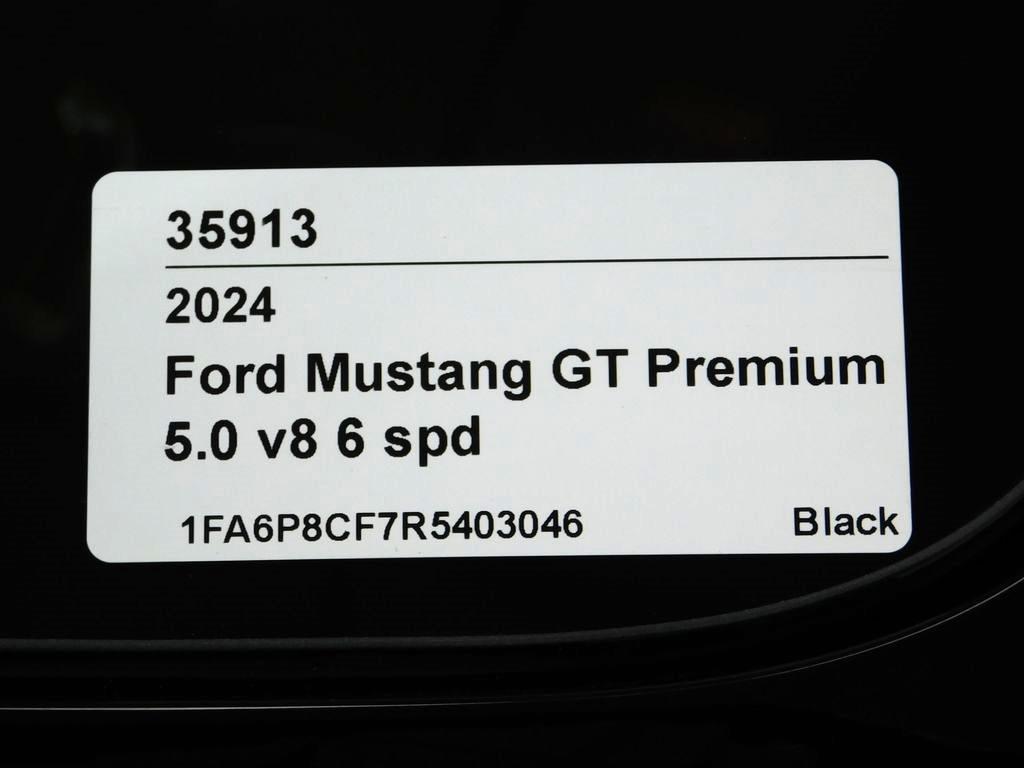 35913
2024
Ford Mustang GT Premium
5.0 v8 6 spd
1FA6P8CF7R5403046 Black